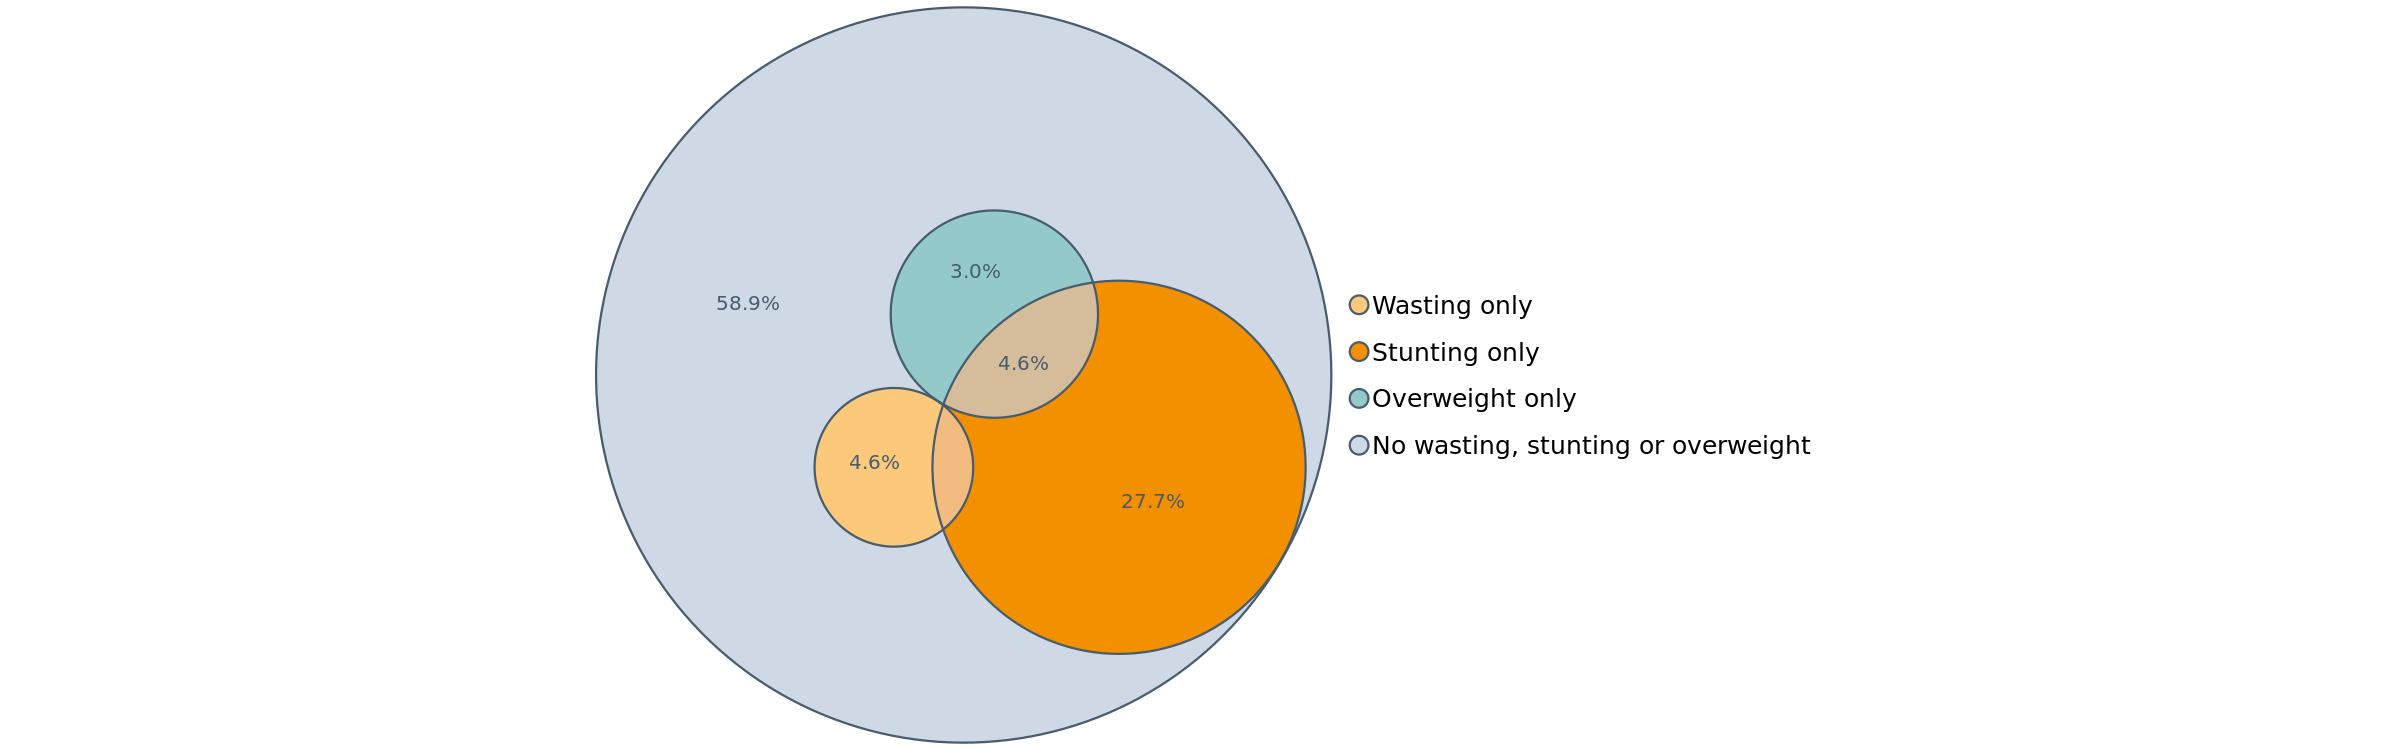 3.0%
58.9%
4.6%
4.6%
27.7%
Wasting only
Stunting only
Overweight only
No wasting, stunting or overweight